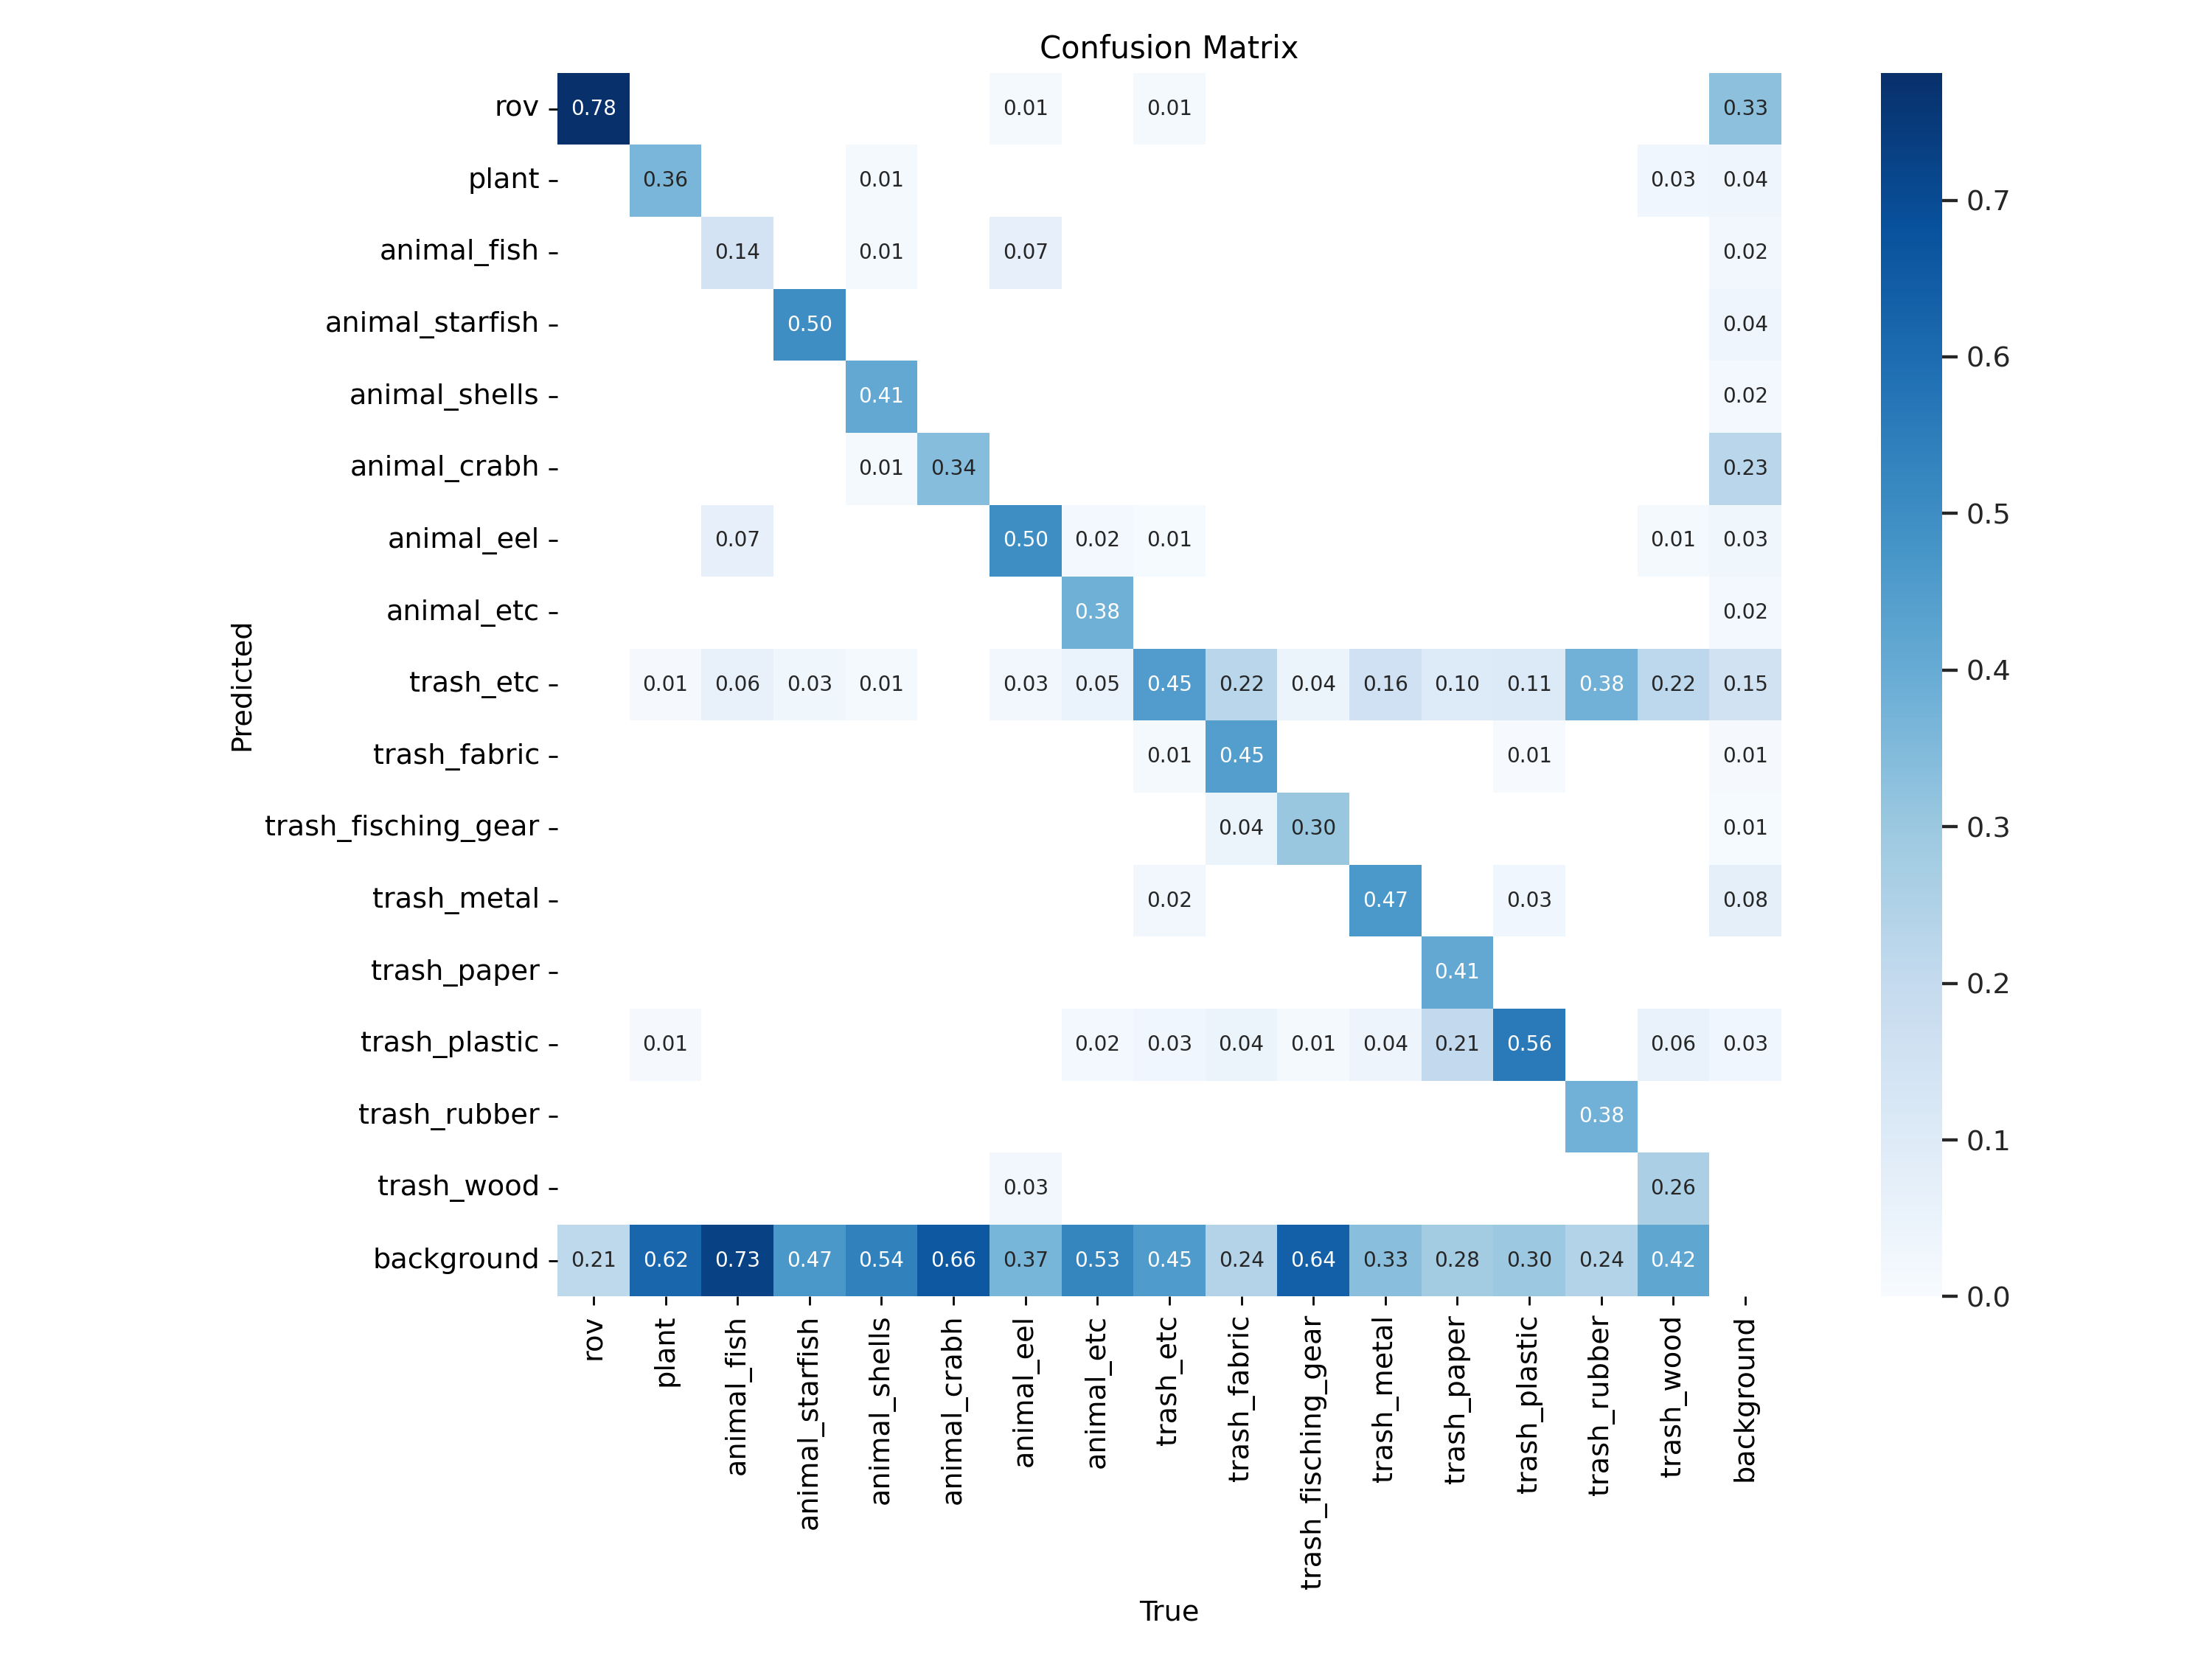 Confusion Matrix
rov 0.78 0.01 0.01 0.33
plant 0.36 0.01 0.03 0.04
animal_fish 0.14 0.01 0.07 0.02
animal_starfish 0.50 0.04
animal_shells 0.41 0.02
animal_crabh 0.01 0.34 0.23
animal_eel 0.07 0.50 0.02 0.01 0.01 0.03
animal_etc 0.38 0.02
trash_etc 0.01 0.06 0.03 0.01 0.03 0.05 0.45 0.22 0.04 0.16 0.10 0.11 0.38 0.22 0.15
trash_fabric 0.01 0.45 0.01 0.01
trash_fisching_gear 0.04 0.30 0.01
trash_metal 0.02 0.47 0.03 0.08
trash_paper 0.41
trash_plastic 0.01 0.02 0.03 0.04 0.01 0.04 0.21 0.56 0.06 0.03
trash_rubber 0.38
trash_wood 0.03 0.26
background 0.21 0.62 0.73 0.47 0.54 0.66 0.37 0.53 0.45 0.24 0.64 0.33 0.28 0.30 0.24 0.42
Predicted
rov
plant
animal_fish
animal_starfish
animal_shells
animal_crabh
animal_eel
animal_etc
trash_etc
trash_fabric
trash_fisching_gear
trash_metal
trash_paper
trash_plastic
trash_rubber
trash_wood
background
True
0.7
0.6
0.5
0.4
0.3
0.2
0.1
0.0